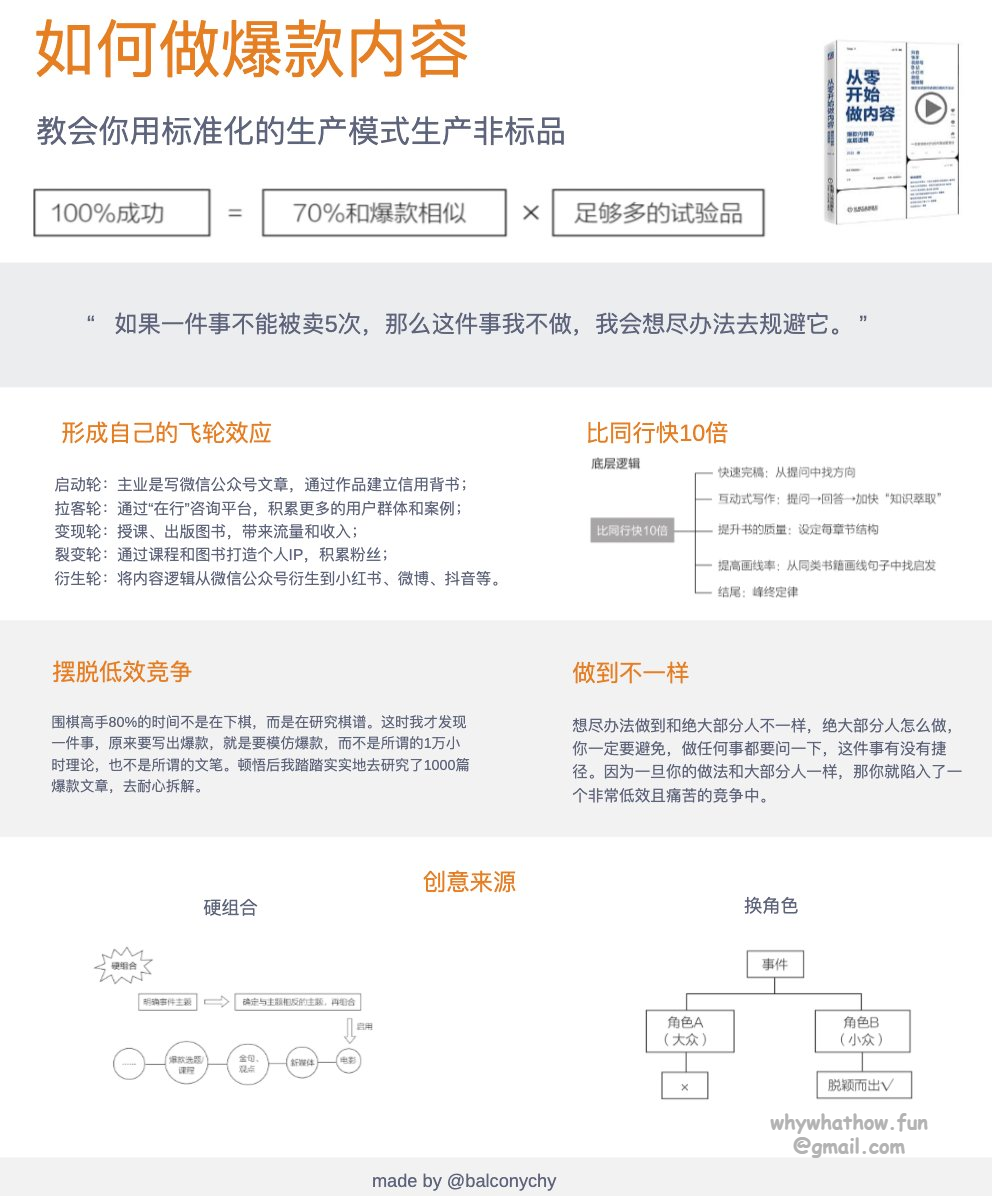 如何做爆款内容
教会你用标准化的生产模式生产非标品
100%成功 = 70%和爆款相似 × 足够多的试验品
从零
开始
做内容
爆款内容的
底层逻辑
从零开始做内容
“ 如果一件事不能被卖5次，那么这件事我不做，我会想尽办法去规避它。 ”
形成自己的飞轮效应
启动轮：主业是写微信公众号文章，通过作品建立信用背书；
拉客轮：通过“在行”咨询平台，积累更多的用户群体和案例；
变现轮：授课、出版图书，带来流量和收入；
裂变轮：通过课程和图书打造个人IP，积累粉丝；
衍生轮：将内容逻辑从微信公众号衍生到小红书、微博、抖音等。
比同行快10倍
底层逻辑
比同行快10倍
快速完稿：从提问中找方向
互动式写作：提问→回答→加快“知识萃取”
提升书的质量：设定每章节结构
提高画线率：从同类书籍画线句子中找启发
结尾：峰终定律
摆脱低效竞争
围棋高手80%的时间不是在下棋，而是在研究棋谱。这时我才发现
一件事，原来要写出爆款，就是要模仿爆款，而不是所谓的1万小
时理论，也不是所谓的文笔。顿悟后我踏踏实实地去研究了1000篇
爆款文章，去耐心拆解。
做到不一样
想尽办法做到和绝大部分人不一样，绝大部分人怎么做，
你一定要避免，做任何事都要问一下，这件事有没有捷
径。因为一旦你的做法和大部分人一样，那你就陷入了一
个非常低效且痛苦的竞争中。
创意来源
硬组合
硬组合
明确事件主题
确定与主题相反的主题，再组合
启用
……
爆款选题/
课程
金句、
观点
新媒体
电影
换角色
事件
角色A
（大众）
角色B
（小众）
×
脱颖而出√
whywhathow.fun
@gmail.com
made by @balconychy